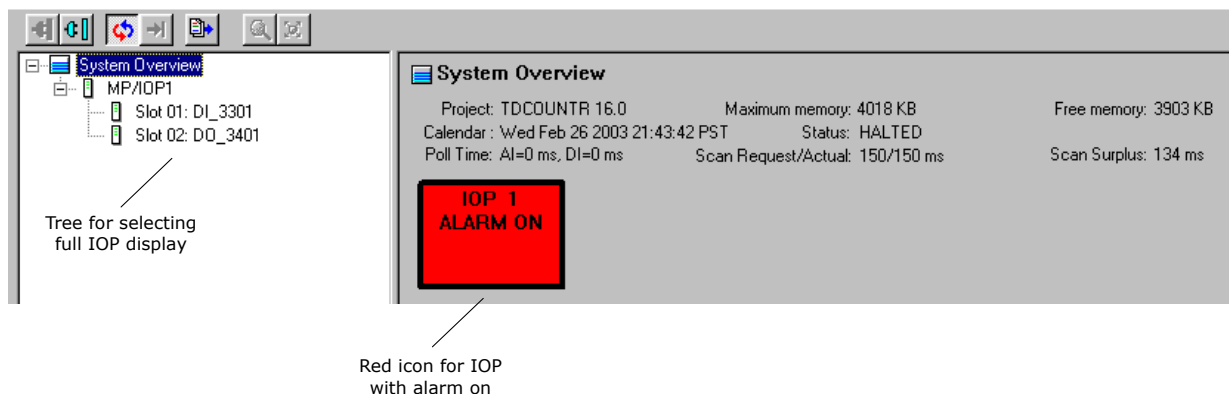 System Overview
MP/IOP1
Slot 01: DI_3301
Slot 02: DO_3401
Tree for selecting
full IOP display
System Overview
Project: TDCOUNTR 16.0 Maximum memory: 4018 KB Free memory: 3903 KB
Calendar : Wed Feb 26 2003 21:43:42 PST Status: HALTED
Poll Time: AI=0 ms, DI=0 ms Scan Request/Actual: 150/150 ms Scan Surplus: 134 ms
IOP 1
ALARM ON
Red icon for IOP
with alarm on